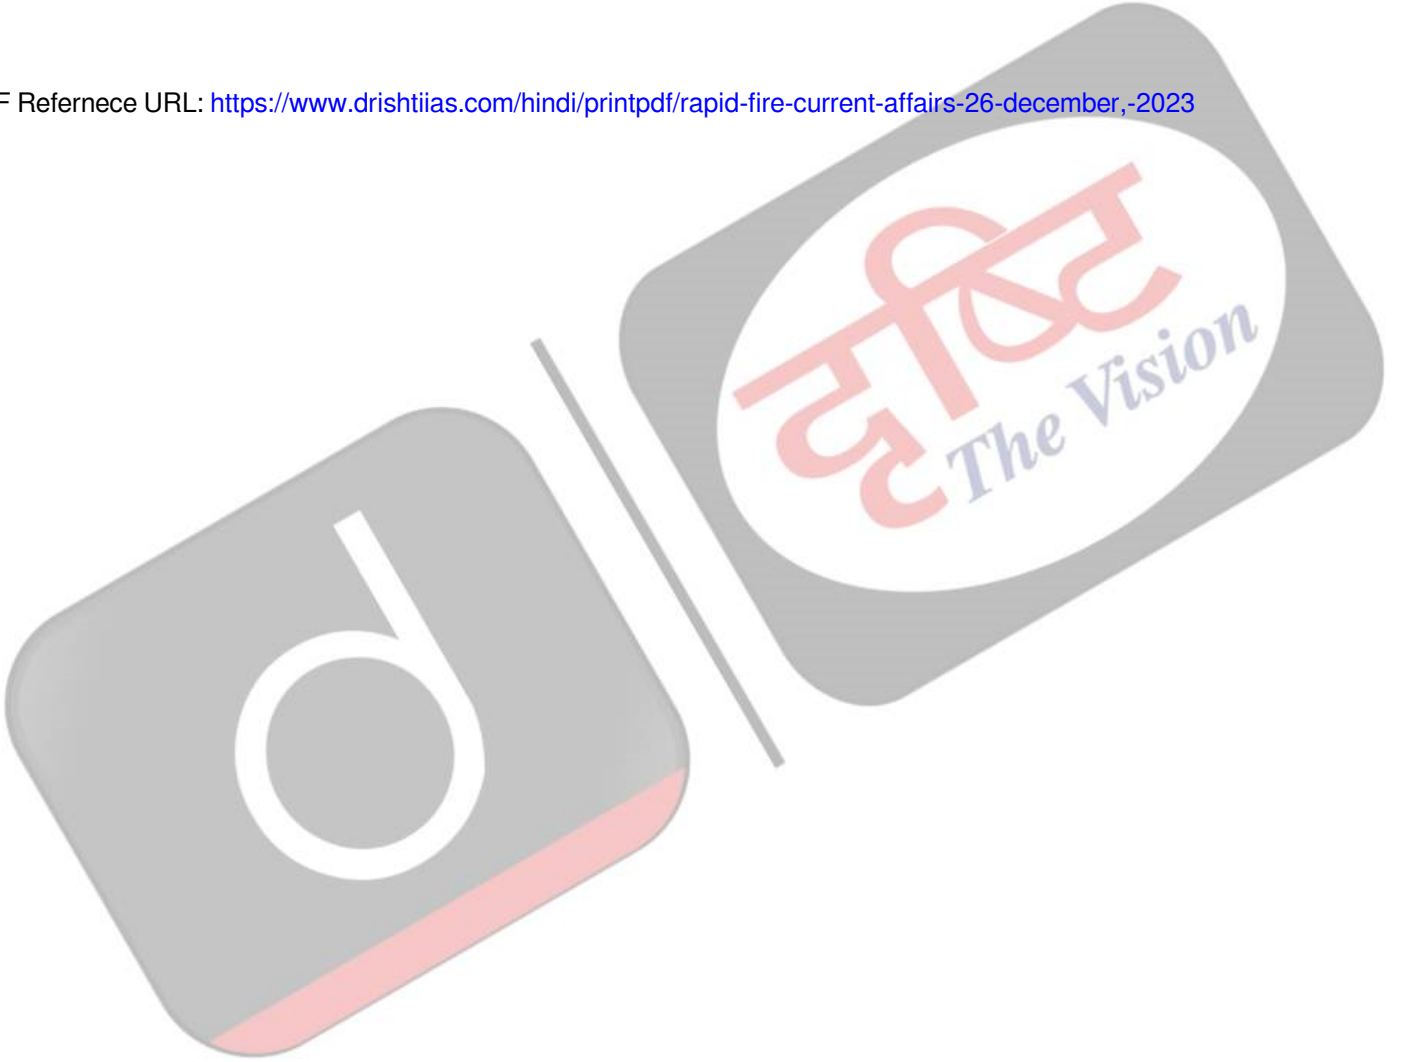 F Refernece URL: https://www.drishtiias.com/hindi/printpdf/rapid-fire-current-affairs-26-december,-2023
दृष्टि
The Vision
d